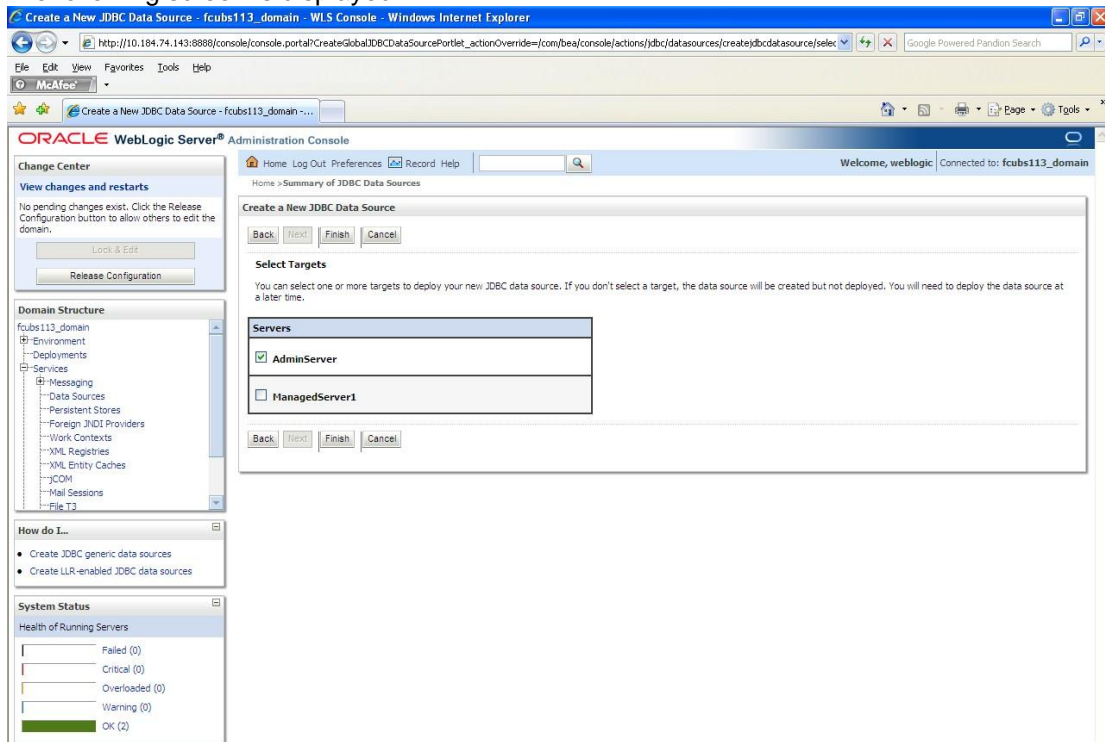 Create a New JDBC Data Source - fcubs113_domain - WLS Console - Windows Internet Explorer
http://10.184.74.143:8888/console/console.portal?CreateGlobalJDBCDataSourcePortlet_actionOverride=/com/bea/console/actions/jdbc/datasources/createjdbcdatasource/selec
Google Powered Pandion Search
File Edit View Favorites Tools Help
McAfee
Create a New JDBC Data Source - fcubs113_domain -...
Page Tools
ORACLE WebLogic Server® Administration Console
Change Center
View changes and restarts
No pending changes exist. Click the Release
Configuration button to allow others to edit the
domain.
Lock & Edit
Release Configuration
Domain Structure
fcubs113_domain
Environment
Deployments
Services
Messaging
Data Sources
Persistent Stores
Foreign JNDI Providers
Work Contexts
XML Registries
XML Entity Caches
jCOM
Mail Sessions
File T3
How do I...
Create JDBC generic data sources
Create LLR-enabled JDBC data sources
System Status
Health of Running Servers
Failed (0)
Critical (0)
Overloaded (0)
Warning (0)
OK (2)
Home Log Out Preferences Record Help
Welcome, weblogic Connected to: fcubs113_domain
Home >Summary of JDBC Data Sources
Create a New JDBC Data Source
Back Next Finish Cancel
Select Targets
You can select one or more targets to deploy your new JDBC data source. If you don't select a target, the data source will be created but not deployed. You will need to deploy the data source at
a later time.
Servers
AdminServer
ManagedServer1
Back Next Finish Cancel